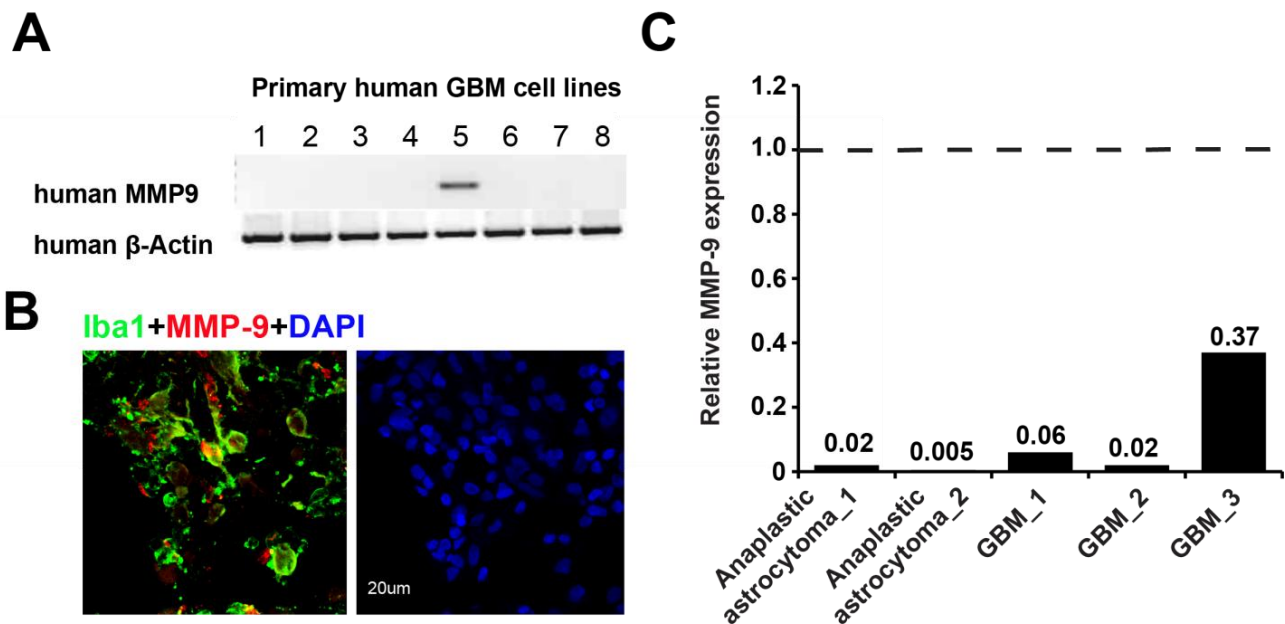 A
Primary human GBM cell lines
1 2 3 4 5 6 7 8
human MMP9
human β-Actin
B
Iba1+MMP-9+DAPI
20um
C
Relative MMP-9 expression
1.2
1.0
0.8
0.6
0.4
0.2
0
0.02
0.005
0.06
0.02
0.37
Anaplastic
astrocytoma_1
Anaplastic
astrocytoma_2
GBM_1
GBM_2
GBM_3